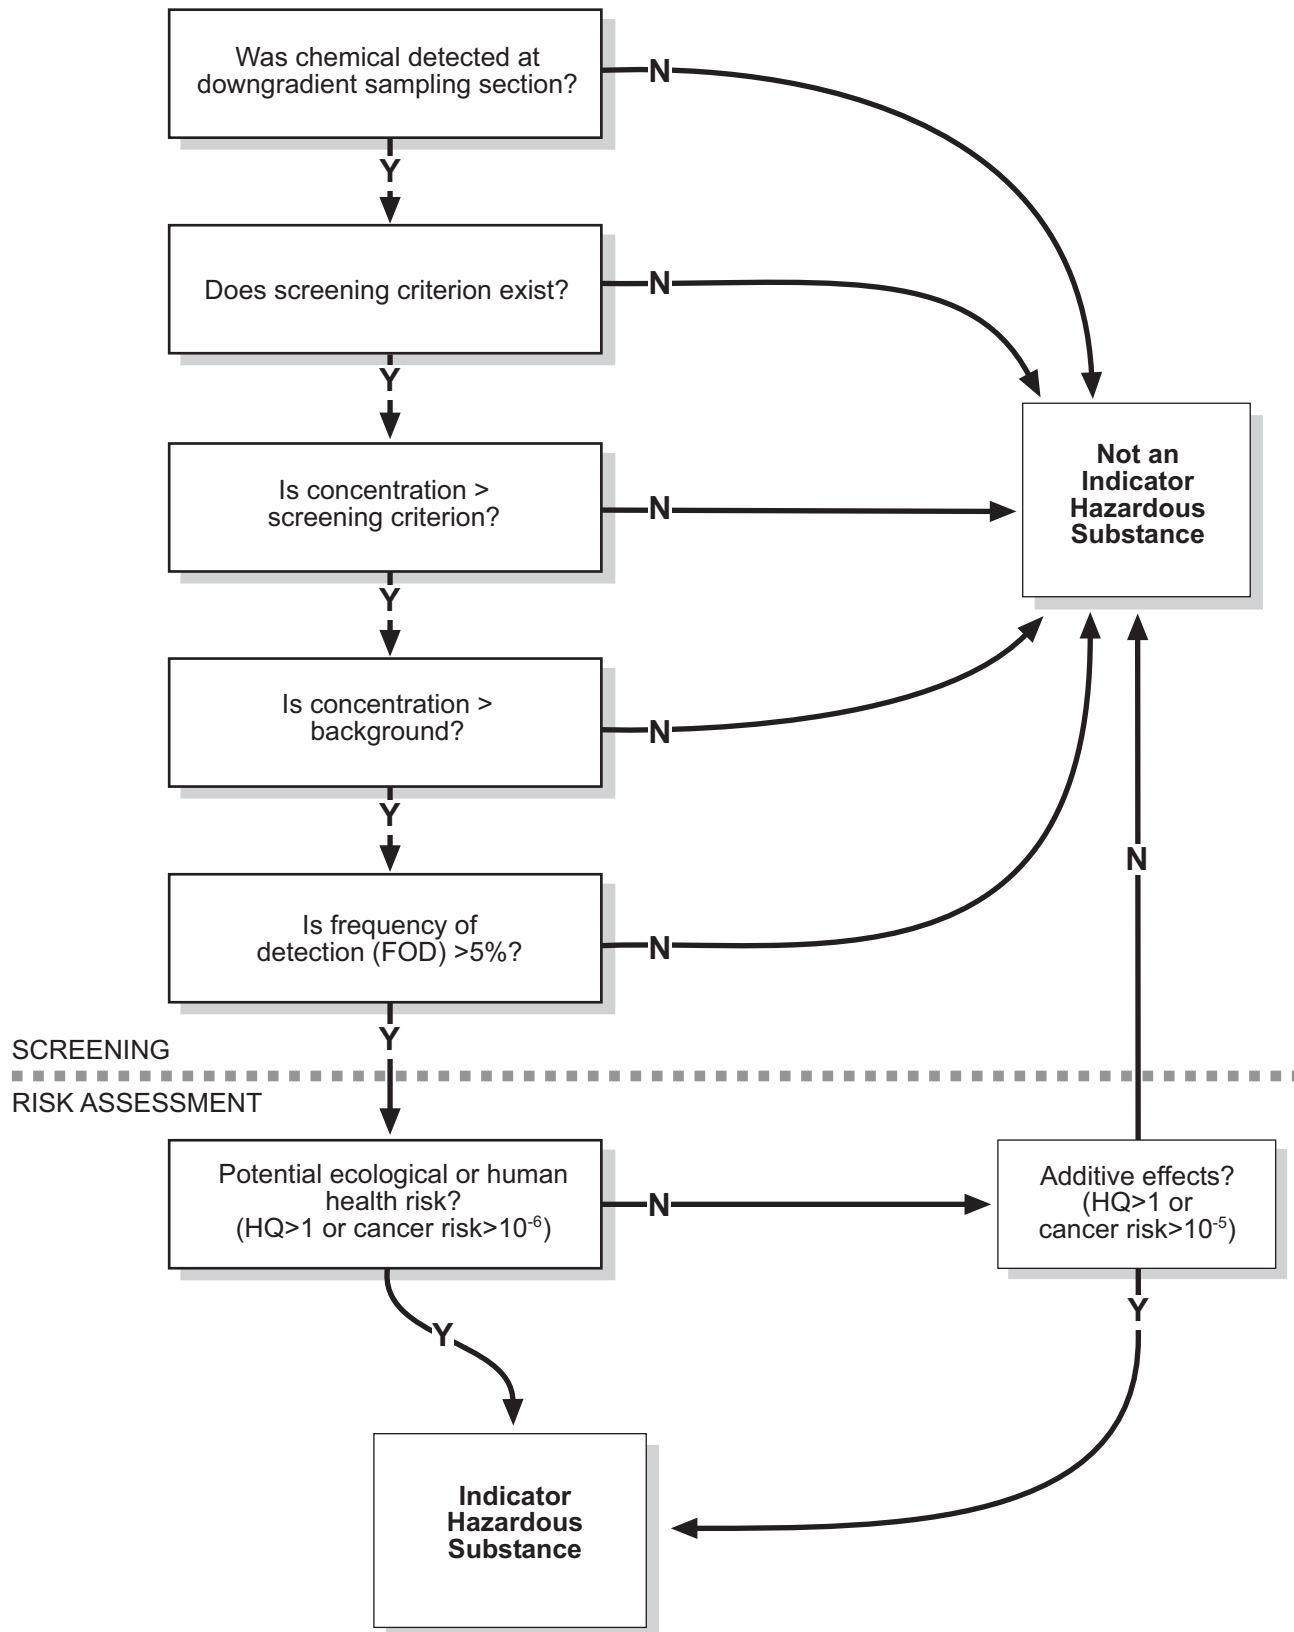 Was chemical detected at
downgradient sampling section?
N
Y
Does screening criterion exist?
N
Y
Is concentration >
screening criterion?
N
Not an
Indicator
Hazardous
Substance
Y
Is concentration >
background?
N
Y
N
Is frequency of
detection (FOD) >5%?
N
Y
SCREENING
RISK ASSESSMENT
Potential ecological or human
health risk?
(HQ>1 or cancer risk>10⁻⁶)
N
Additive effects?
(HQ>1 or
cancer risk>10⁻⁵)
Y
Y
Indicator
Hazardous
Substance